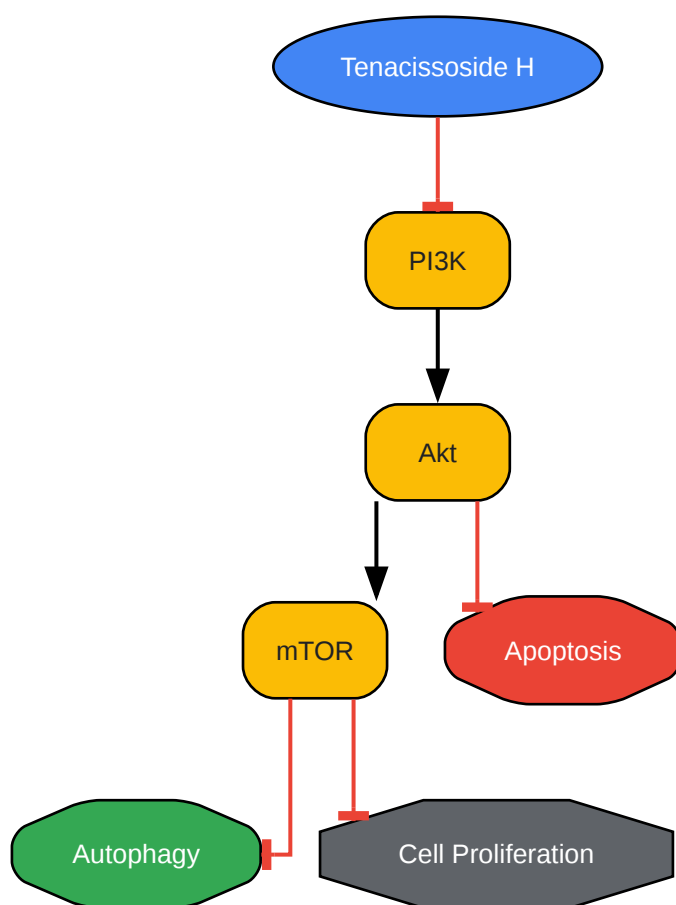 Tenacissoside H
PI3K
Akt
mTOR
Apoptosis
Autophagy
Cell Proliferation